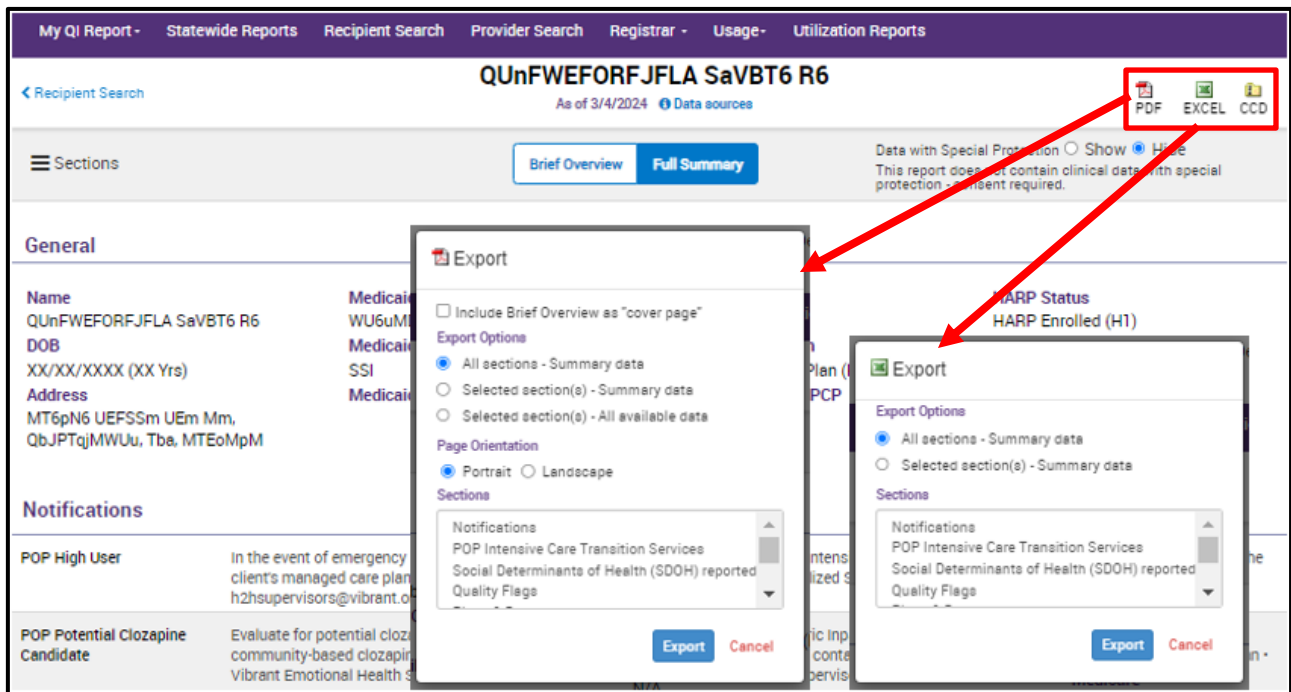 My QI Report - Statewide Reports Recipient Search Provider Search Registrar - Usage- Utilization Reports
QUnFWEFORFJFLA SaVBT6 R6
Recipient Search
As of 3/4/2024 Data sources
PDF EXCEL CCD
Sections
Brief Overview Full Summary
Data with Special Protection Show Hide
This report does not contain clinical data with special
protection - consent required.
General
Name
QUnFWEFORFJFLA SaVBT6 R6
DOB
XX/XX/XXXX (XX Yrs)
Address
MT6pN6 UEFSSm UEm Mm,
QbJPTqjMWUu, Tba, MTEoMpM
Medicaid
SSI
HARP Status
HARP Enrolled (H1)
Plan (
PCP
Export
Include Brief Overview as "cover page"
Export Options
All sections - Summary data
Selected section(s) - Summary data
Selected section(s) - All available data
Page Orientation
Portrait Landscape
Sections
Notifications
POP Intensive Care Transition Services
Social Determinants of Health (SDOH) reported
Quality Flags
Export Cancel
Export
Export Options
All sections - Summary data
Selected section(s) - Summary data
Sections
Notifications
POP Intensive Care Transition Services
Social Determinants of Health (SDOH) reported
Quality Flags
Export Cancel
Notifications
POP High User
In the event of emergency
client's managed care plan
h2hsupervisors@vibrant.o
POP Potential Clozapine
Candidate
Evaluate for potential cloz
community-based clozapin
Vibrant Emotional Health S
N/A